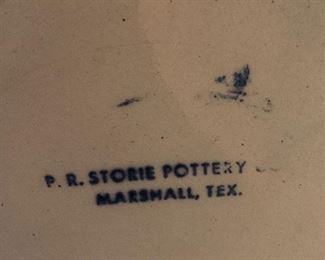 P. R. STORIE POTTERY
MARSHALL, TEX.